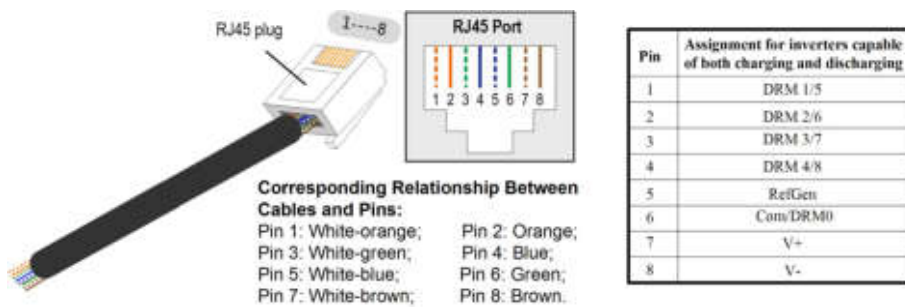 RJ45 plug
1----8
RJ45 Port
1 2 3 4 5 6 7 8
Corresponding Relationship Between
Cables and Pins:
Pin 1: White-orange; Pin 2: Orange;
Pin 3: White-green; Pin 4: Blue;
Pin 5: White-blue; Pin 6: Green;
Pin 7: White-brown; Pin 8: Brown.
Pin Assignment for inverters capable
of both charging and discharging
1 DRM 1/5
2 DRM 2/6
3 DRM 3/7
4 DRM 4/8
5 RefGen
6 Com/DRM0
7 V+
8 V-